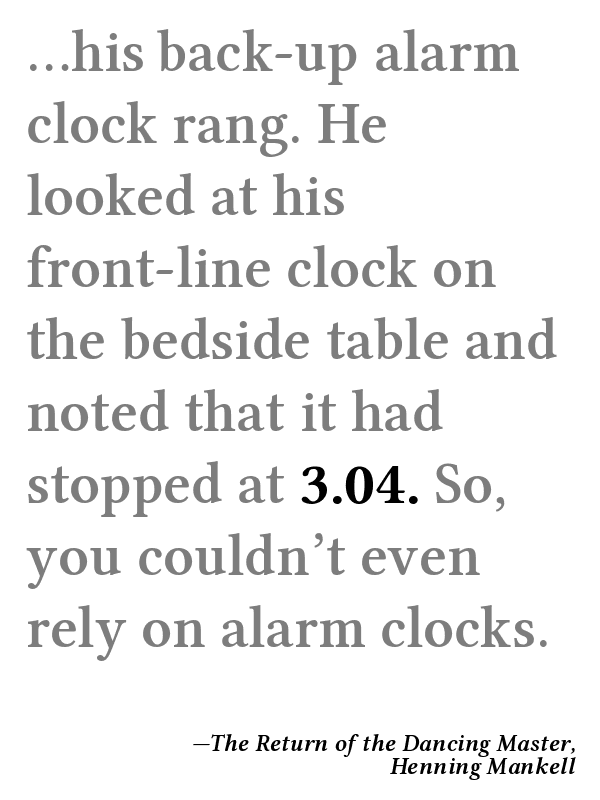 …his back-up alarm
clock rang. He
looked at his
front-line clock on
the bedside table and
noted that it had
stopped at 3.04. So,
you couldn’t even
rely on alarm clocks.
—The Return of the Dancing Master,
Henning Mankell